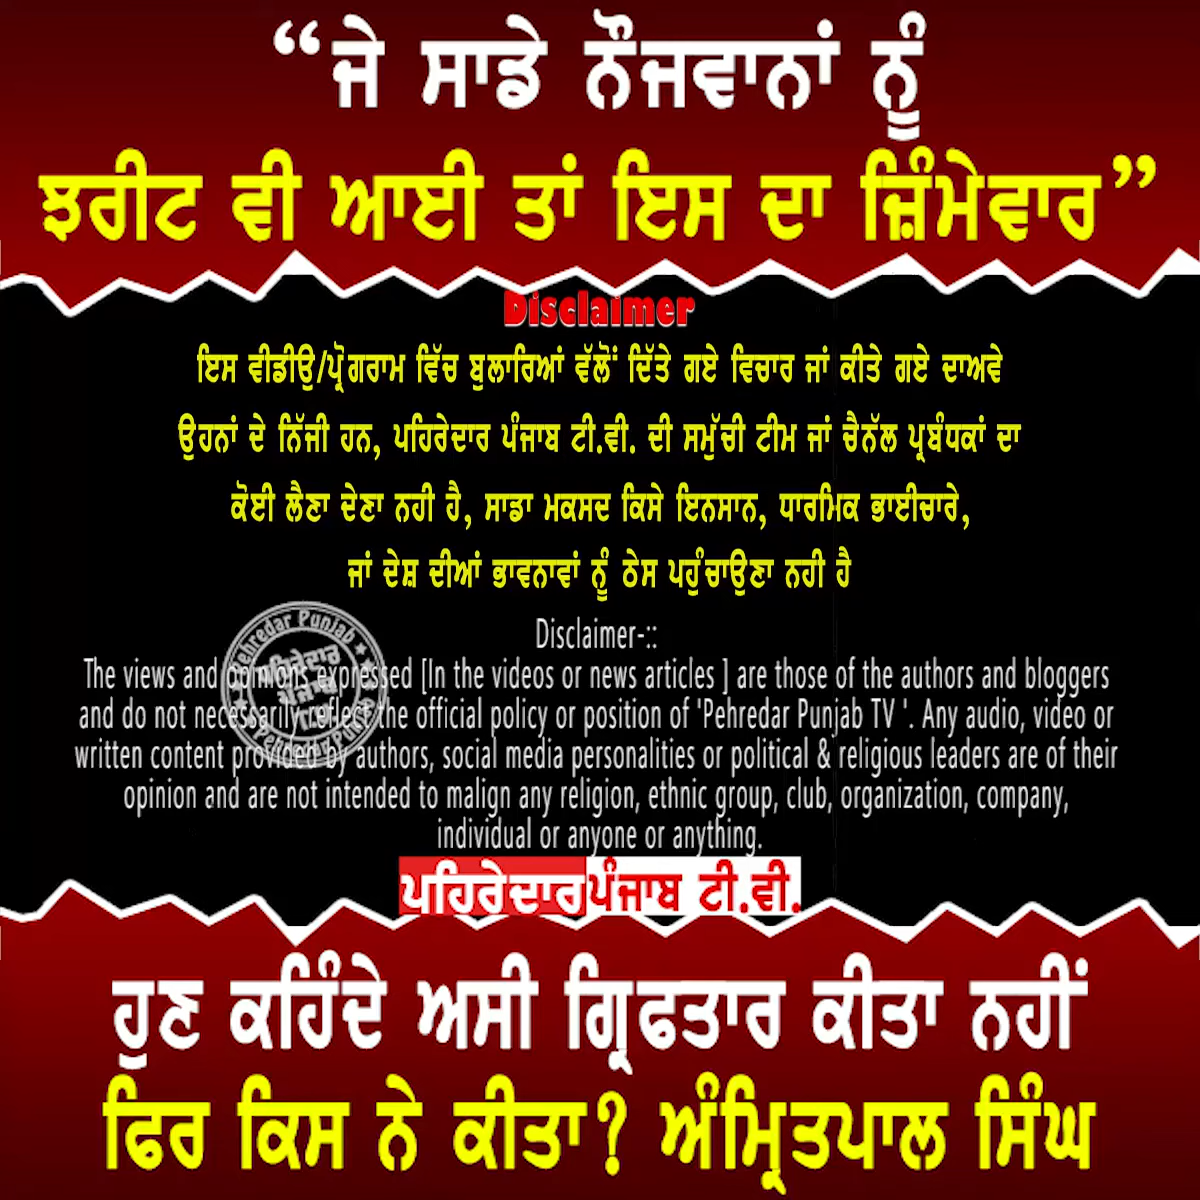 “ਜੇ ਸਾਡੇ ਨੌਜਵਾਨਾਂ ਨੂੰ
ਝਰੀਟ ਵੀ ਆਈ ਤਾਂ ਇਸ ਦਾ ਜ਼ਿੰਮੇਵਾਰ”
Disclaimer
ਇਸ ਵੀਡੀਉ/ਪ੍ਰੋਗਰਾਮ ਵਿੱਚ ਬੁਲਾਰਿਆਂ ਵੱਲੋਂ ਦਿੱਤੇ ਗਏ ਵਿਚਾਰ ਜਾਂ ਕੀਤੇ ਗਏ ਦਾਅਵੇ
ਉਹਨਾਂ ਦੇ ਨਿੱਜੀ ਹਨ, ਪਹਿਰੇਦਾਰ ਪੰਜਾਬ ਟੀ.ਵੀ. ਦੀ ਸਮੁੱਚੀ ਟੀਮ ਜਾਂ ਚੈਨੱਲ ਪ੍ਰਬੰਧਕਾਂ ਦਾ
ਕੋਈ ਲੈਣਾ ਦੇਣਾ ਨਹੀ ਹੈ, ਸਾਡਾ ਮਕਸਦ ਕਿਸੇ ਇਨਸਾਨ, ਧਾਰਮਿਕ ਭਾਈਚਾਰੇ,
ਜਾਂ ਦੇਸ਼ ਦੀਆਂ ਭਾਵਨਾਵਾਂ ਨੂੰ ਠੇਸ ਪਹੁੰਚਾਉਣਾ ਨਹੀ ਹੈ
Pehredar Punjab
ਪਹਿਰੇਦਾਰ
ਪੰਜਾਬ
Disclaimer-::
The views and opinions expressed [In the videos or news articles ] are those of the authors and bloggers
and do not necessarily reflect the official policy or position of 'Pehredar Punjab TV '. Any audio, video or
written content provided by authors, social media personalities or political & religious leaders are of their
opinion and are not intended to malign any religion, ethnic group, club, organization, company,
individual or anyone or anything.
ਪਹਿਰੇਦਾਰ ਪੰਜਾਬ ਟੀ.ਵੀ.
ਹੁਣ ਕਹਿੰਦੇ ਅਸੀ ਗ੍ਰਿਫਤਾਰ ਕੀਤਾ ਨਹੀਂ
ਫਿਰ ਕਿਸ ਨੇ ਕੀਤਾ? ਅੰਮ੍ਰਿਤਪਾਲ ਸਿੰਘ